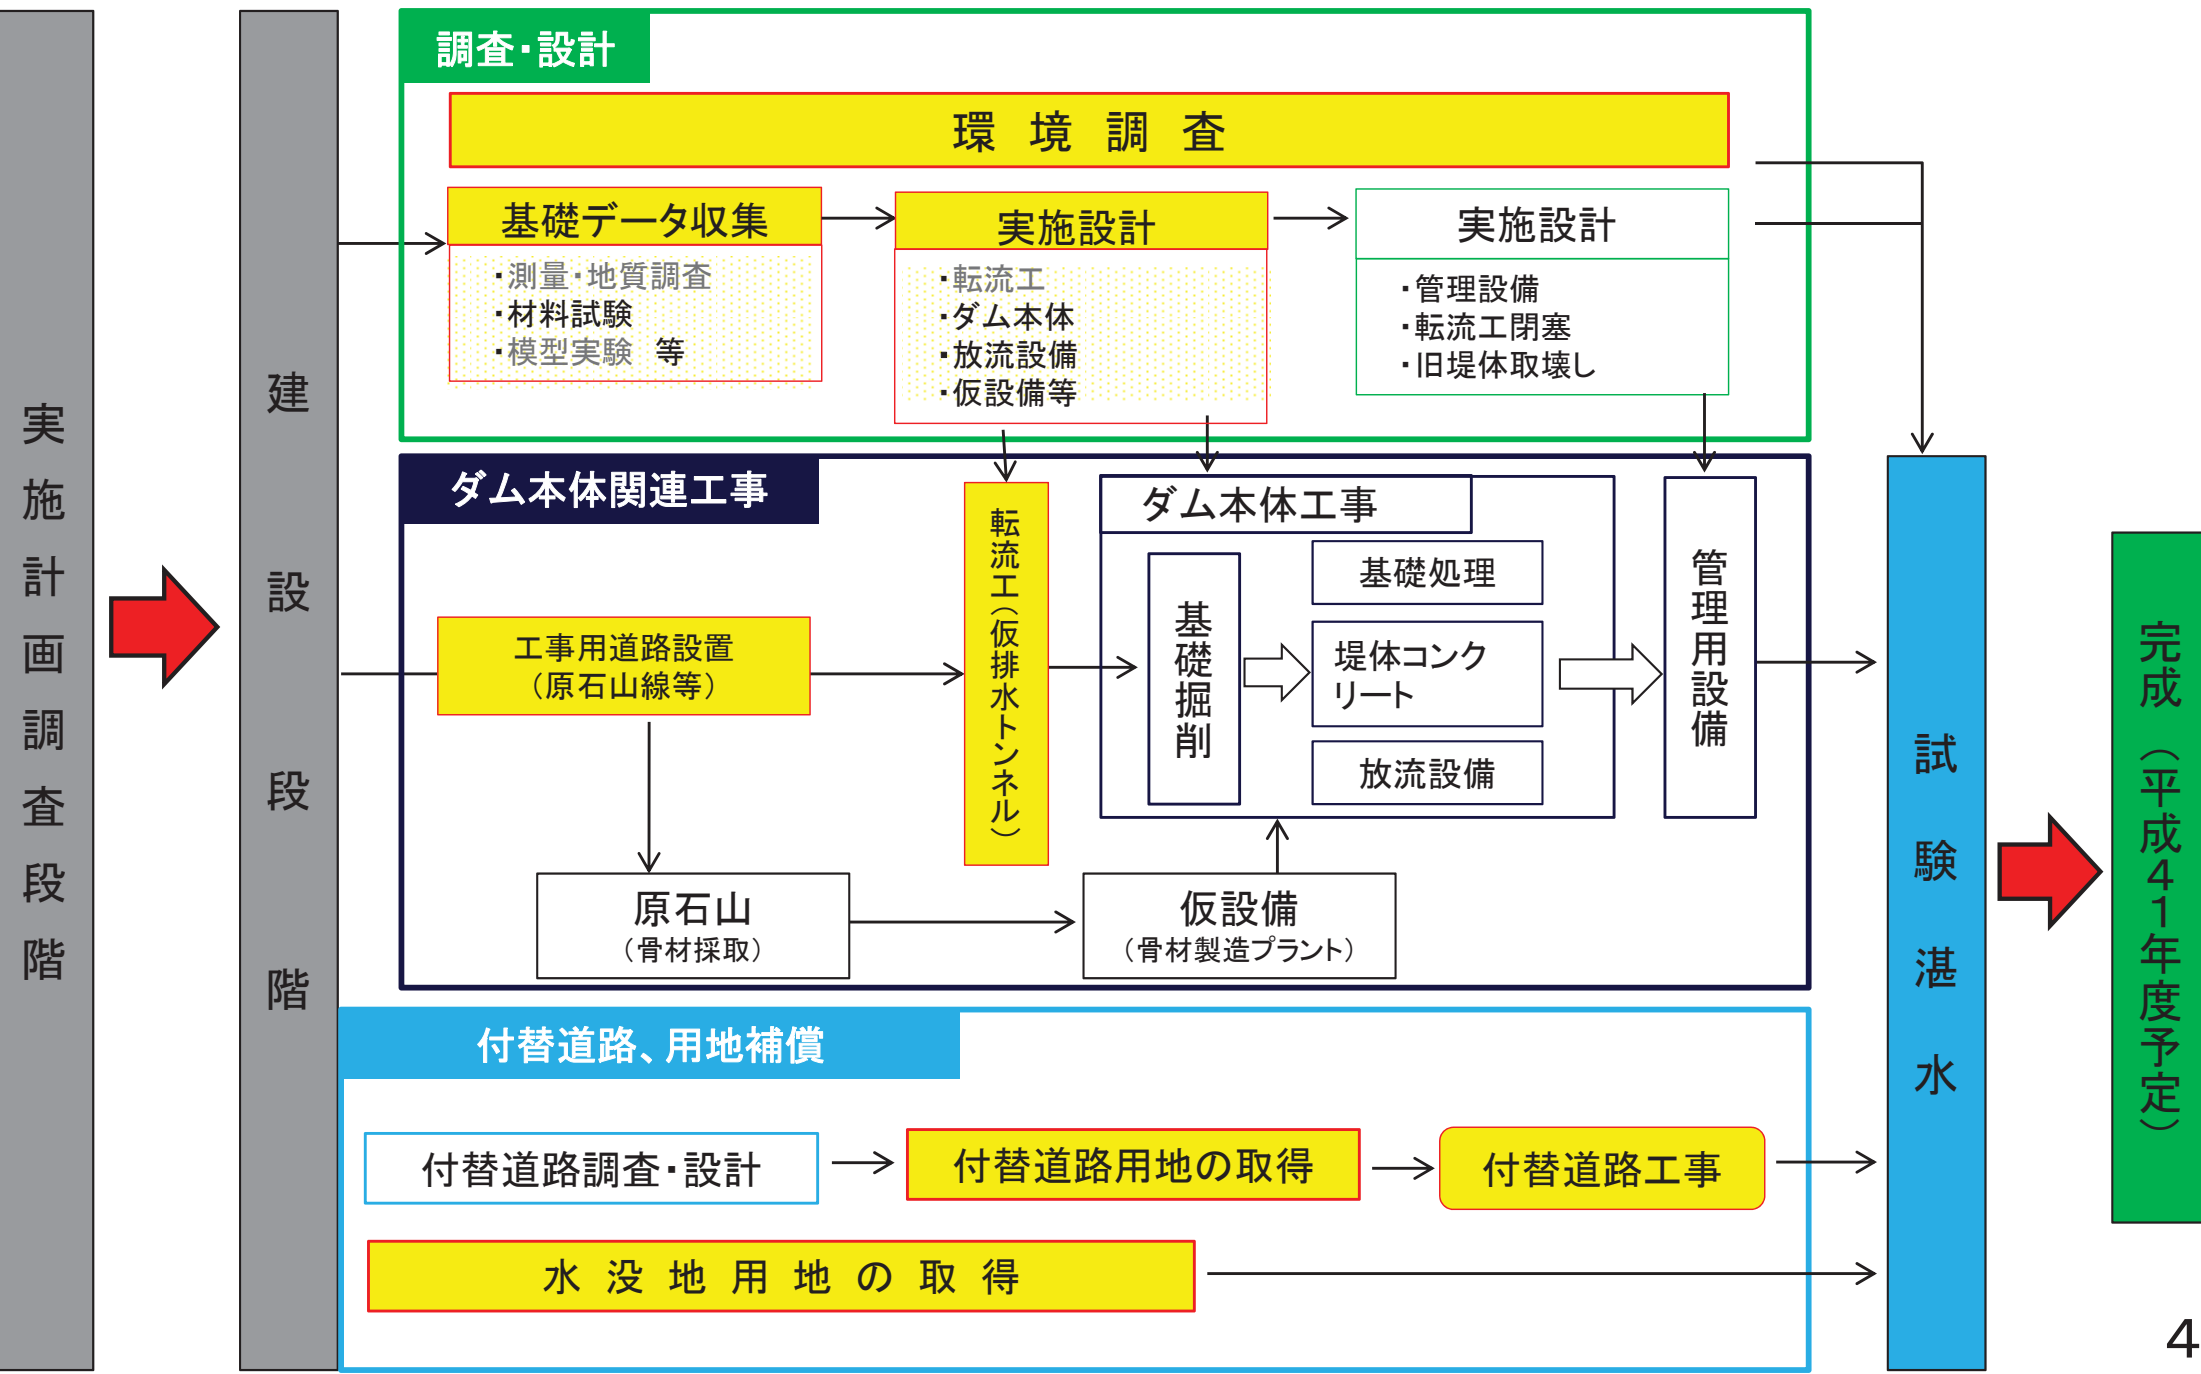 実施計画調査段階
建設段階
調査・設計
環境調査
基礎データ収集
・測量・地質調査
・材料試験
・模型実験　等
実施設計
・転流工
・ダム本体
・放流設備
・仮設備等
実施設計
・管理設備
・転流工閉塞
・旧堤体取壊し
ダム本体関連工事
工事用道路設置
（原石山線等）
転流工（仮排水トンネル）
ダム本体工事
基礎掘削
基礎処理
堤体コンク
リート
放流設備
管理用設備
原石山
（骨材採取）
仮設備
（骨材製造プラント）
付替道路、用地補償
付替道路調査・設計
付替道路用地の取得
付替道路工事
水没地用地の取得
試験湛水
完成（平成４１年度予定）
4